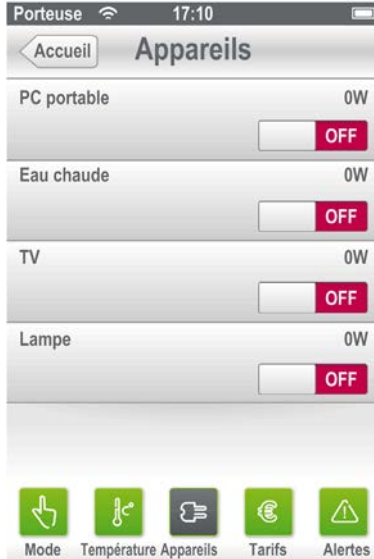 Porteuse 17:10
Accueil Appareils
PC portable 0W
OFF
Eau chaude 0W
OFF
TV 0W
OFF
Lampe 0W
OFF
Mode Température Appareils Tarifs Alertes